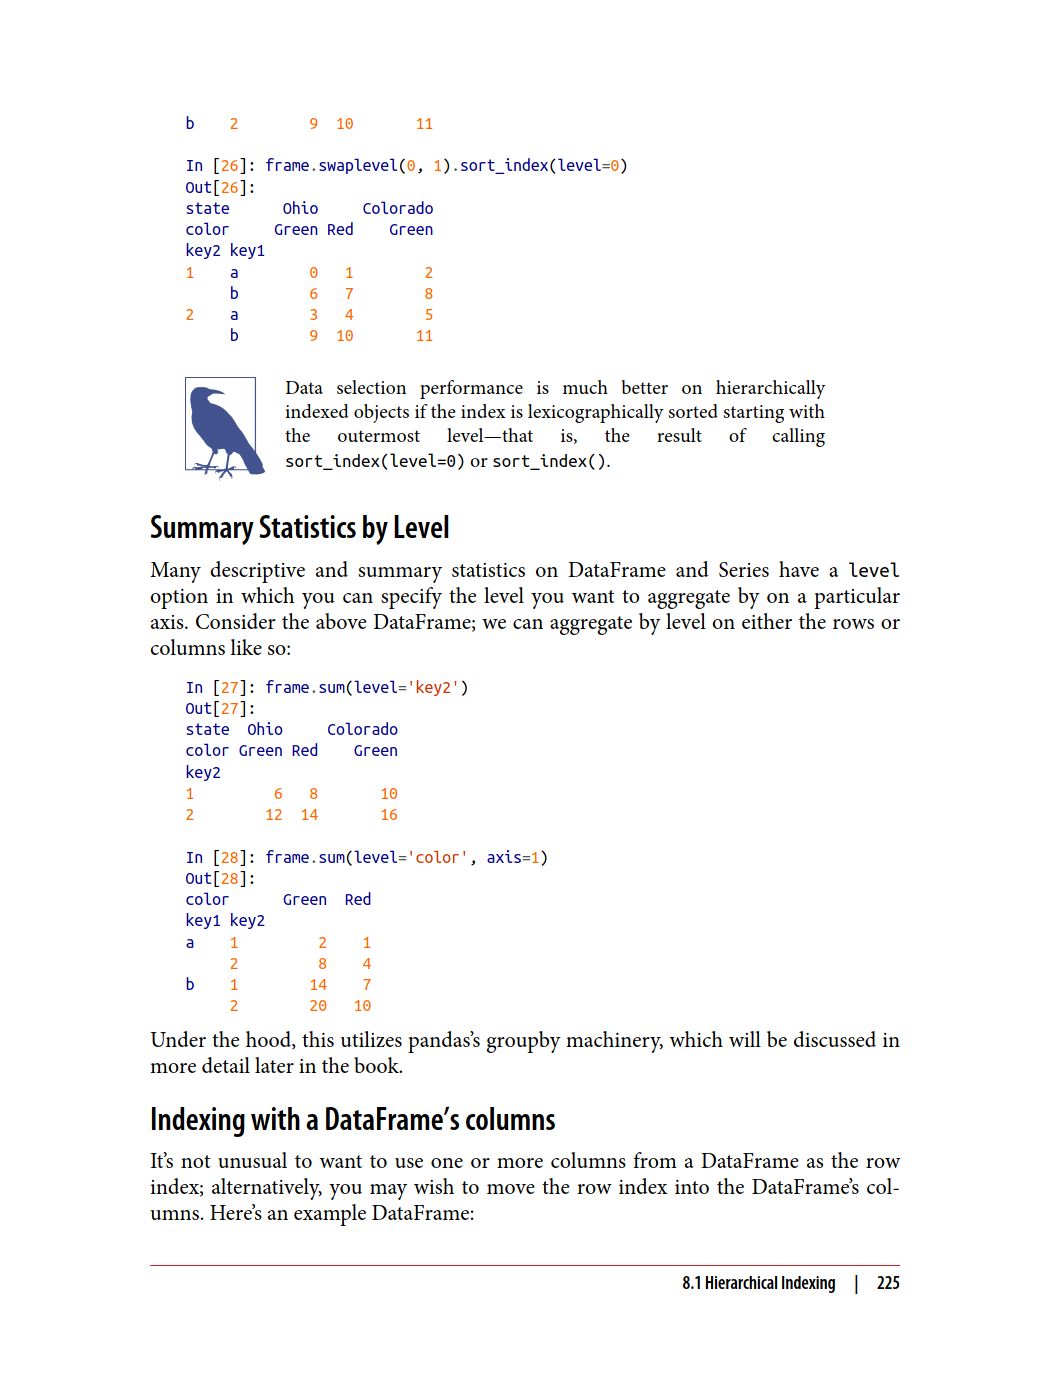 b    2        9  10       11
In [26]: frame.swaplevel(0, 1).sort_index(level=0)
Out[26]:
state      Ohio     Colorado
color     Green Red    Green
key2 key1
1    a        0   1        2
     b        6   7        8
2    a        3   4        5
     b        9  10       11
Data selection performance is much better on hierarchically
indexed objects if the index is lexicographically sorted starting with
the outermost level—that is, the result of calling
sort_index(level=0) or sort_index().
Summary Statistics by Level
Many descriptive and summary statistics on DataFrame and Series have a level
option in which you can specify the level you want to aggregate by on a particular
axis. Consider the above DataFrame; we can aggregate by level on either the rows or
columns like so:
In [27]: frame.sum(level='key2')
Out[27]:
state  Ohio     Colorado
color Green Red    Green
key2
1         6   8       10
2        12  14       16
In [28]: frame.sum(level='color', axis=1)
Out[28]:
color      Green  Red
key1 key2
a    1         2    1
     2         8    4
b    1        14    7
     2        20   10
Under the hood, this utilizes pandas’s groupby machinery, which will be discussed in
more detail later in the book.
Indexing with a DataFrame’s columns
It’s not unusual to want to use one or more columns from a DataFrame as the row
index; alternatively, you may wish to move the row index into the DataFrame’s col-
umns. Here’s an example DataFrame:
8.1 Hierarchical Indexing | 225